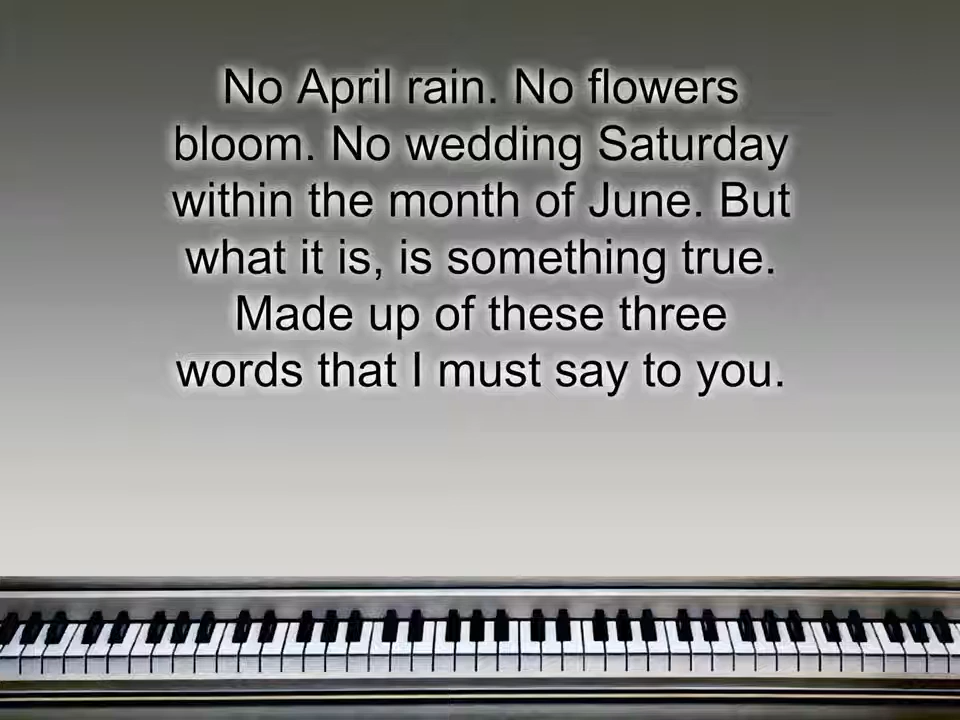 No April rain. No flowers
bloom. No wedding Saturday
within the month of June. But
what it is, is something true.
Made up of these three
words that I must say to you.